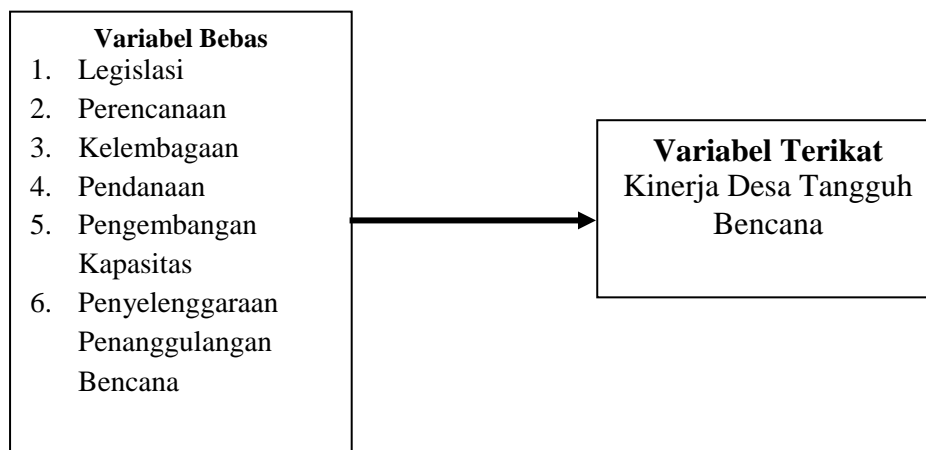 Variabel Bebas
1. Legislasi
2. Perencanaan
3. Kelembagaan
4. Pendanaan
5. Pengembangan
Kapasitas
6. Penyelenggaraan
Penanggulangan
Bencana
Variabel Terikat
Kinerja Desa Tangguh
Bencana